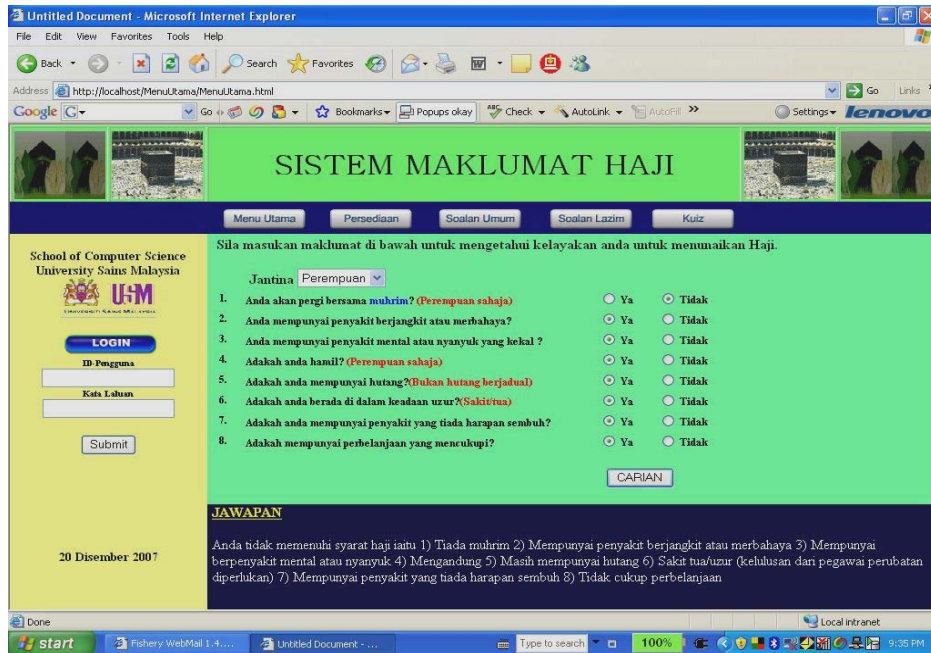 Untitled Document - Microsoft Internet Explorer
File Edit View Favorites Tools Help
Back Search Favorites
Address http://localhost/MenuUtama/MenuUtama.html Go Links
Google G Go Bookmarks Popups okay Check AutoLink AutoFill Settings lenovo
SISTEM MAKLUMAT HAJI
Menu Utama Persediaan Soalan Umum Soalan Lazim Kuiz
School of Computer Science
University Sains Malaysia
USM
UNIVERSITI SAINS MALAYSIA
LOGIN
ID-Pengguna
Kata Laluan
Submit
20 Disember 2007
Sila masukan maklumat di bawah untuk mengetahui kelayakan anda untuk menunaikan Haji.
Jantina Perempuan
1. Anda akan pergi bersama muhrim? (Perempuan sahaja) Ya Tidak
2. Anda mempunyai penyakit berjangkit atau merbahaya? Ya Tidak
3. Anda mempunyai penyakit mental atau nyanyuk yang kekal ? Ya Tidak
4. Adakah anda hamil? (Perempuan sahaja) Ya Tidak
5. Adakah anda mempunyai hutang?(Bukan hutang berjadual) Ya Tidak
6. Adakah anda berada di dalam keadaan uzur?(Sakit/tua) Ya Tidak
7. Adakah anda mempunyai penyakit yang tiada harapan sembuh? Ya Tidak
8. Adakah mempunyai perbelanjaan yang mencukupi? Ya Tidak
CARIAN
JAWAPAN
Anda tidak memenuhi syarat haji iaitu 1) Tiada muhrim 2) Mempunyai penyakit berjangkit atau merbahaya 3) Mempunyai
berpenyakit mental atau nyanyuk 4) Mengandung 5) Masih mempunyai hutang 6) Sakit tua/uzur (kelulusan dari pegawai perubatan
diperlukan) 7) Mempunyai penyakit yang tiada harapan sembuh 8) Tidak cukup perbelanjaan
Done Local intranet
start Fishery WebMail 1.4.... Untitled Document - ... Type to search 100% 9:35 PM